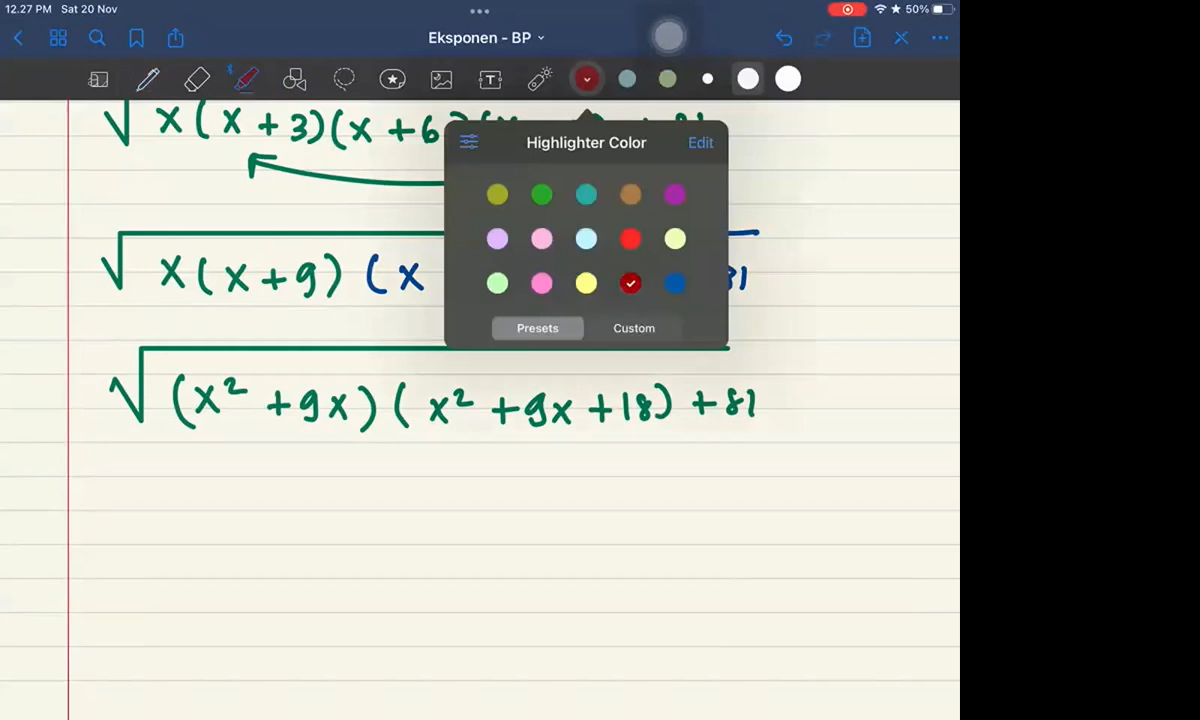 12.27 PM Sat 20 Nov 50%
Eksponen - BP
√x(x+3)(x+6
Highlighter Color Edit
√x(x+9)(x
Presets Custom
√(x²+9x)(x²+9x+18)+81